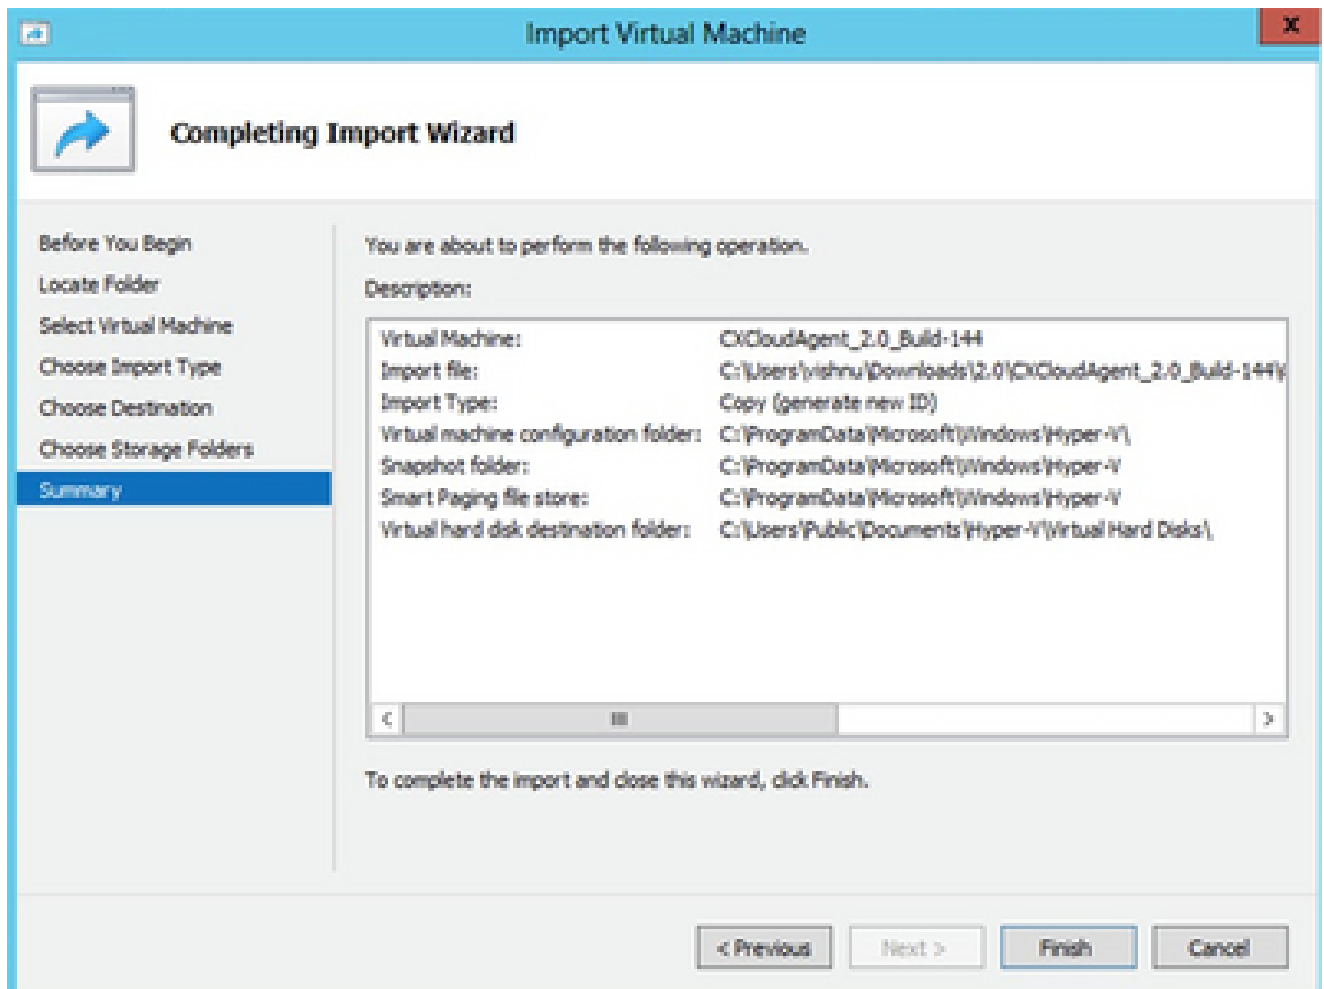 Import Virtual Machine
x
Completing Import Wizard
Before You Begin
Locate Folder
Select Virtual Machine
Choose Import Type
Choose Destination
Choose Storage Folders
Summary
You are about to perform the following operation.
Description:
Virtual Machine: CXCloudAgent_2.0_Build-144
Import file: C:\Users\vishnu\Downloads\2.0\CXCloudAgent_2.0_Build-144\
Import Type: Copy (generate new ID)
Virtual machine configuration folder: C:\ProgramData\Microsoft\Windows\Hyper-V\
Snapshot folder: C:\ProgramData\Microsoft\Windows\Hyper-V
Smart Paging file store: C:\ProgramData\Microsoft\Windows\Hyper-V
Virtual hard disk destination folder: C:\Users\Public\Documents\Hyper-V\Virtual Hard Disks\,
To complete the import and close this wizard, click Finish.
< Previous
Next >
Finish
Cancel